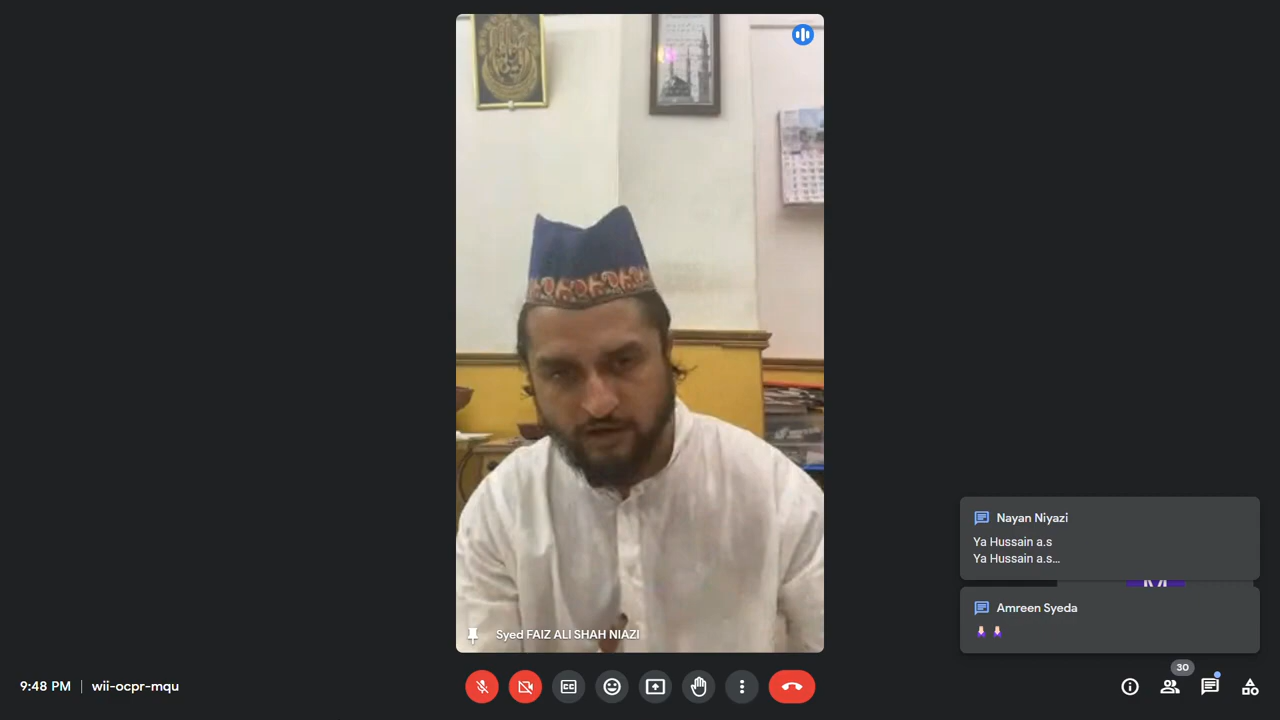 Syed FAIZ ALI SHAH NIAZI
Nayan Niyazi
Ya Hussain a.s
Ya Hussain a.s...
Amreen Syeda
30
9:48 PM
wii-ocpr-mqu
CC